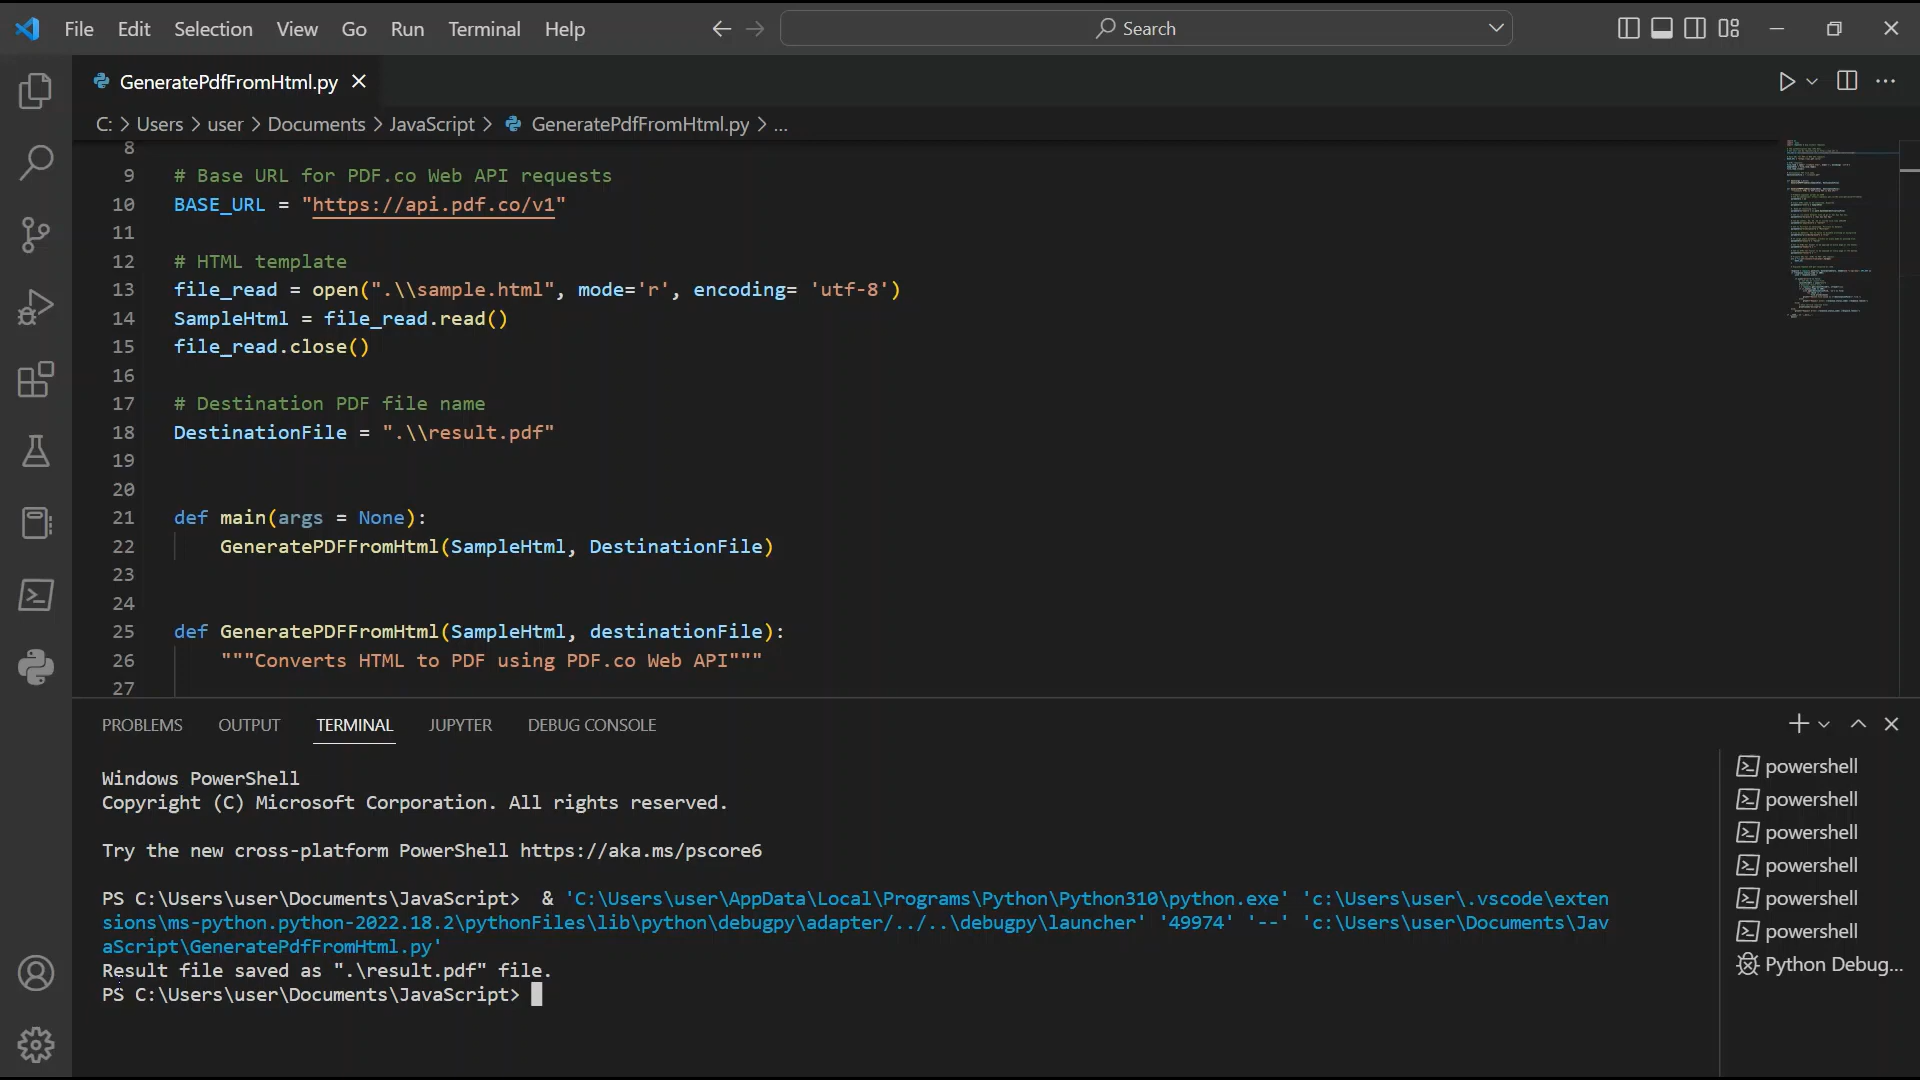 File Edit Selection View Go Run Terminal Help Search
GeneratePdfFromHtml.py
C: > Users > user > Documents > JavaScript > GeneratePdfFromHtml.py > ...
8
9 # Base URL for PDF.co Web API requests
10 BASE_URL = "https://api.pdf.co/v1"
11
12 # HTML template
13 file_read = open(".\\sample.html", mode='r', encoding= 'utf-8')
14 SampleHtml = file_read.read()
15 file_read.close()
16
17 # Destination PDF file name
18 DestinationFile = ".\\result.pdf"
19
20
21 def main(args = None):
22 GeneratePDFFromHtml(SampleHtml, DestinationFile)
23
24
25 def GeneratePDFFromHtml(SampleHtml, destinationFile):
26 """Converts HTML to PDF using PDF.co Web API"""
27
PROBLEMS OUTPUT TERMINAL JUPYTER DEBUG CONSOLE
Windows PowerShell
Copyright (C) Microsoft Corporation. All rights reserved.
Try the new cross-platform PowerShell https://aka.ms/pscore6
PS C:\Users\user\Documents\JavaScript>  & 'C:\Users\user\AppData\Local\Programs\Python\Python310\python.exe' 'c:\Users\user\.vscode\exten
sions\ms-python.python-2022.18.2\pythonFiles\lib\python\debugpy\adapter/../..\debugpy\launcher' '49974' '--' 'c:\Users\user\Documents\Jav
aScript\GeneratePdfFromHtml.py'
Result file saved as ".\result.pdf" file.
PS C:\Users\user\Documents\JavaScript>
powershell
powershell
powershell
powershell
powershell
powershell
Python Debug...